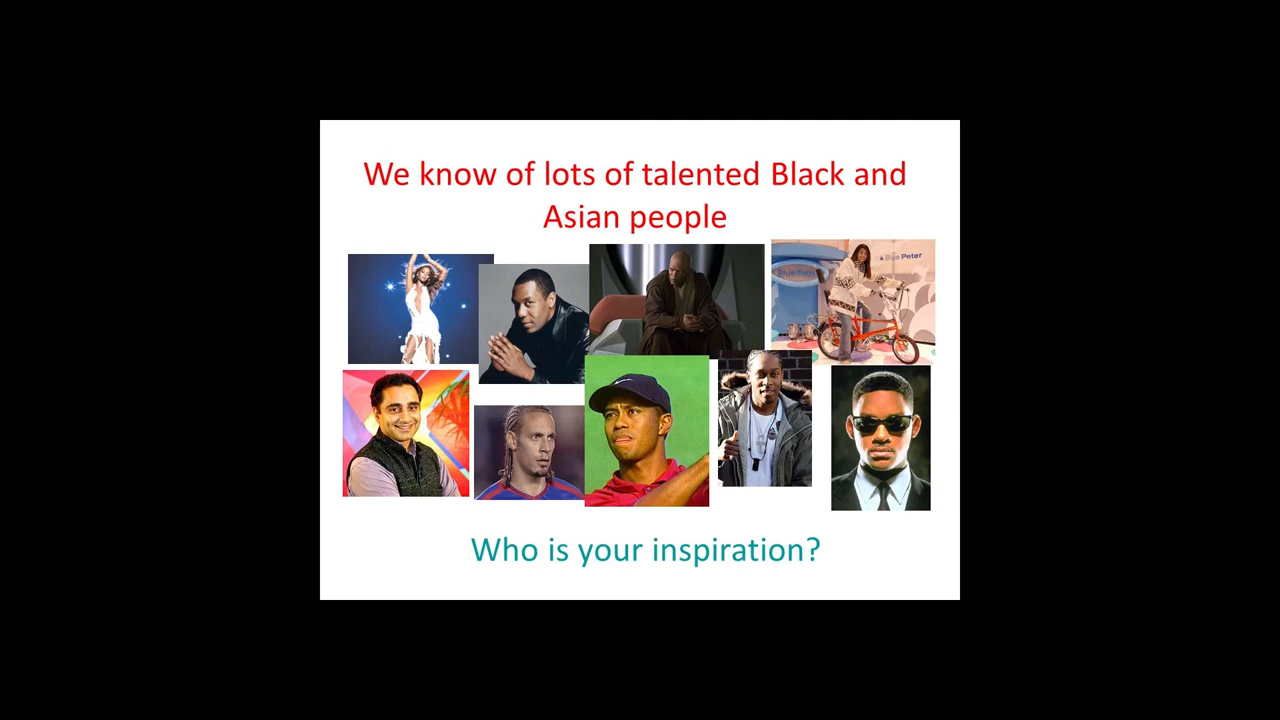 We know of lots of talented Black and
Asian people
Blue Peter
Who is your inspiration?